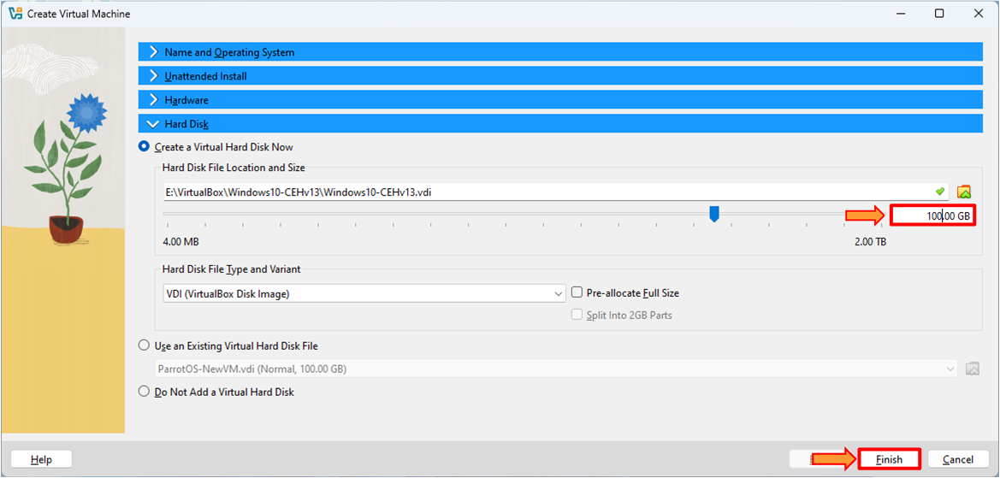 Create Virtual Machine
Name and Operating System
Unattended Install
Hardware
Hard Disk
Create a Virtual Hard Disk Now
Hard Disk File Location and Size
E:\VirtualBox\Windows10-CEHv13\Windows10-CEHv13.vdi
100.00 GB
4.00 MB
2.00 TB
Hard Disk File Type and Variant
VDI (VirtualBox Disk Image)
Pre-allocate Full Size
Split Into 2GB Parts
Use an Existing Virtual Hard Disk File
ParrotOS-NewVM.vdi (Normal, 100.00 GB)
Do Not Add a Virtual Hard Disk
Help
Finish
Cancel